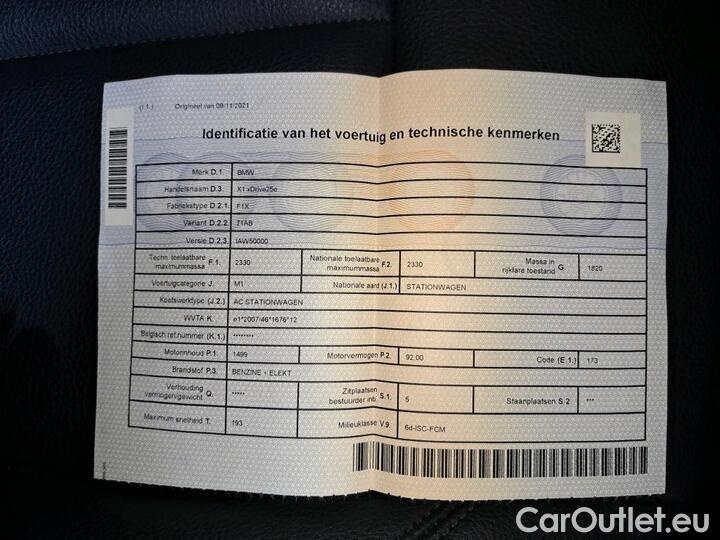 (I.1.) Origineel van 09/11/2021
Identificatie van het voertuig en technische kenmerken
Merk D.1. BMW
Handelsnaam D.3. X1 xDrive25e
Fabriekstype D.2.1. F1X
Variant D.2.2. 71AB
Versie D.2.3. IAW50000
Techn. toelaatbare maximummassa F.1. 2330 Nationale toelaatbare maximummassa F.2. 2330 Massa in rijklare toestand G. 1820
Voertuigcategorie J. M1 Nationale aard (J.1.) STATIONWAGEN
Koetswerktype (J.2.) AC STATIONWAGEN
WVTA K. e1*2007/46*1676*12
Belgisch ref.nummer (K.1.) ********
Motorinhoud P.1. 1499 Motorvermogen P.2. 92,00 Code (E.1.) 173
Brandstof P.3. BENZINE + ELEKT
Verhouding vermogen/gewicht Q. ***** Zitplaatsen bestuurder inb. S.1. 5 Staanplaatsen S.2. ***
Maximum snelheid T. 193 Milieuklasse V.9. 6d-ISC-FCM
CarOutlet.eu